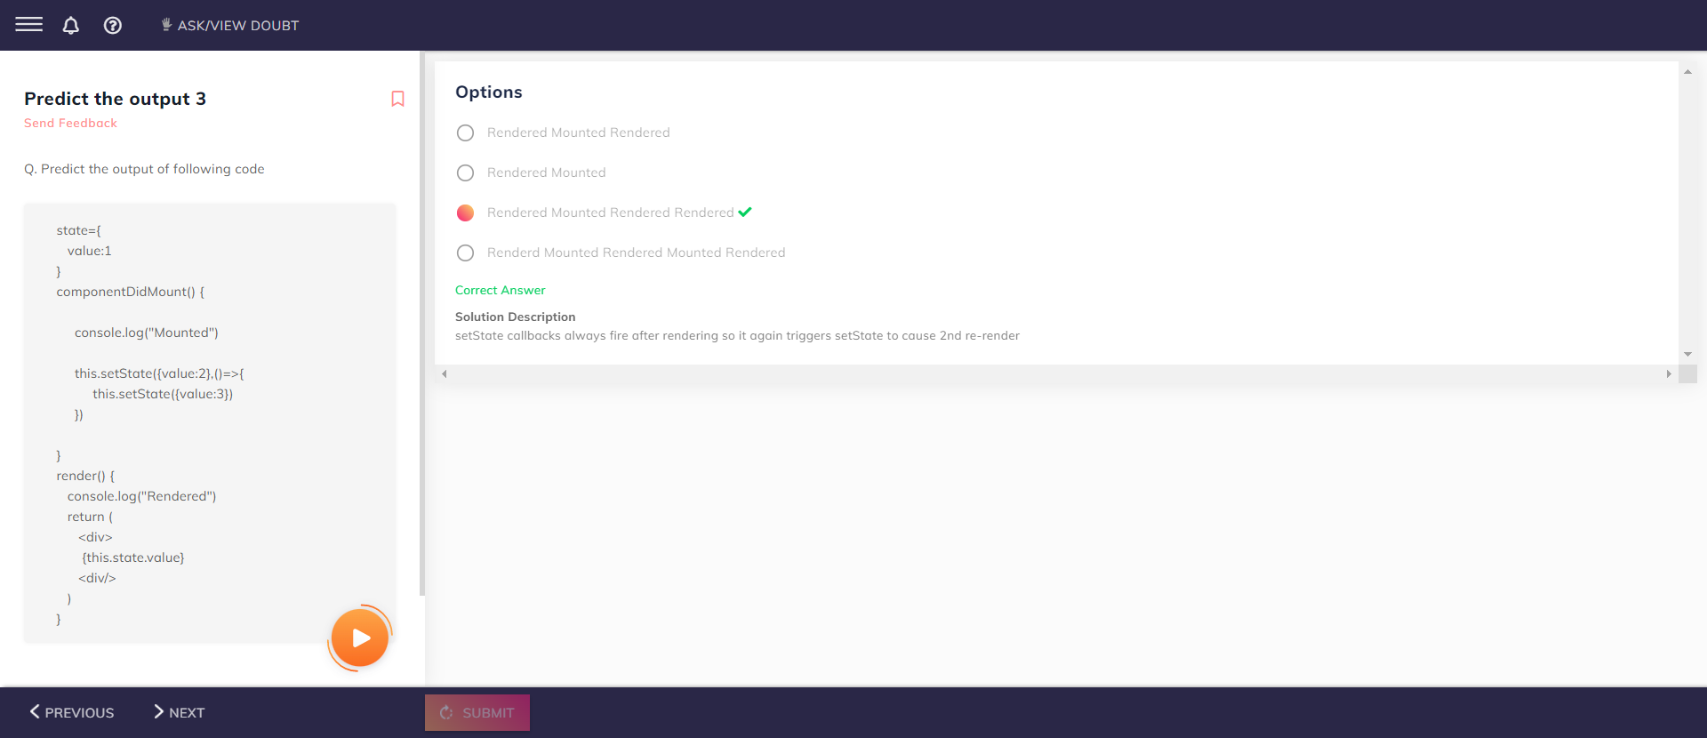 ASK/VIEW DOUBT
Predict the output 3
Send Feedback
Q. Predict the output of following code
state={
value:1
}
componentDidMount() {
console.log("Mounted")
this.setState({value:2},()=>{
this.setState({value:3})
})
}
render() {
console.log("Rendered")
return (
<div>
{this.state.value}
<div/>
)
}
Options
Rendered Mounted Rendered
Rendered Mounted
Rendered Mounted Rendered Rendered
Renderd Mounted Rendered Mounted Rendered
Correct Answer
Solution Description
setState callbacks always fire after rendering so it again triggers setState to cause 2nd re-render
PREVIOUS
NEXT
SUBMIT